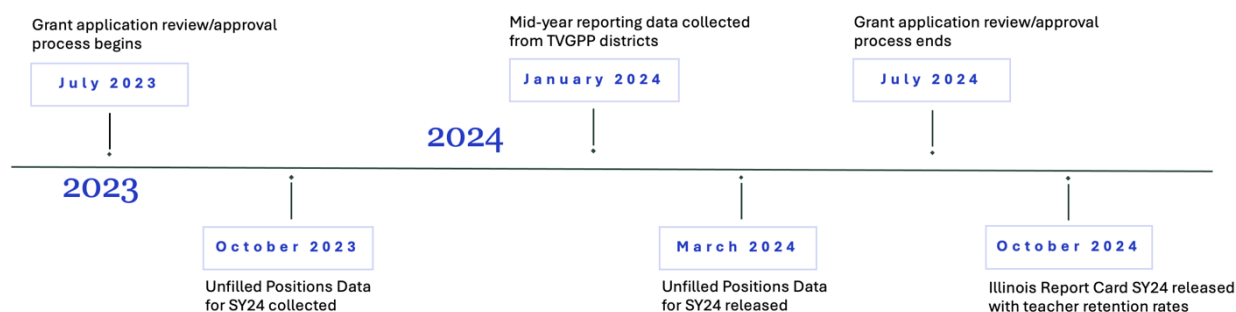 Grant application review/approval
process begins
July 2023
Mid-year reporting data collected
from TVGPP districts
January 2024
Grant application review/approval
process ends
July 2024
2024
2023
October 2023
Unfilled Positions Data
for SY24 collected
March 2024
Unfilled Positions Data
for SY24 released
October 2024
Illinois Report Card SY24 released
with teacher retention rates